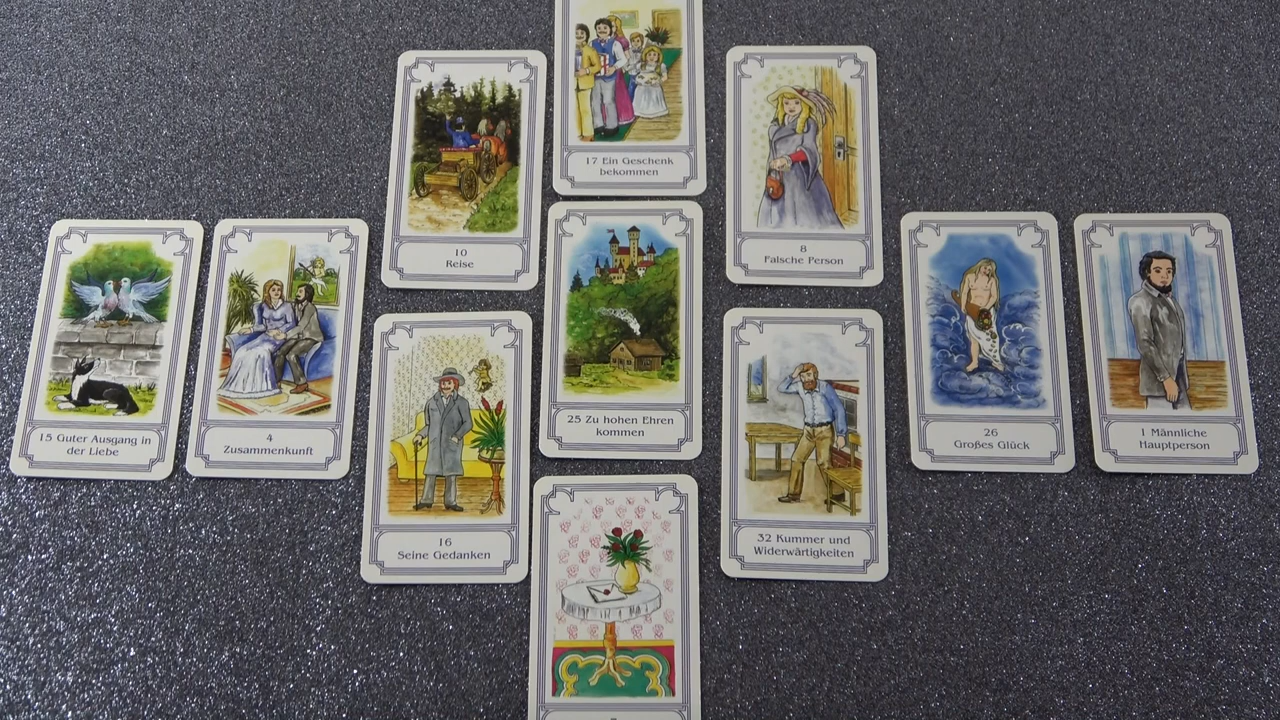 17 Ein Geschenk
bekommen
10
Reise
8
Falsche Person
15 Guter Ausgang in
der Liebe
4
Zusammenkunft
25 Zu hohen Ehren
kommen
26
Großes Glück
1 Männliche
Hauptperson
16
Seine Gedanken
32 Kummer und
Widerwärtigkeiten